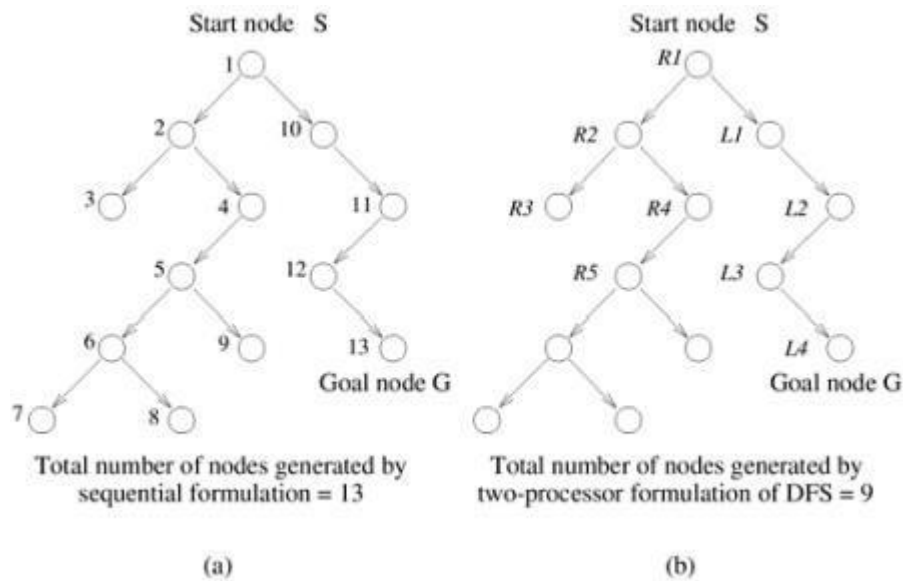 Start node S
1
2
10
3
4
11
5
12
6
9
13
Goal node G
7
8
Total number of nodes generated by
sequential formulation = 13
(a)
Start node S
R1
R2
L1
R3
R4
L2
R5
L3
L4
Goal node G
Total number of nodes generated by
two-processor formulation of DFS = 9
(b)